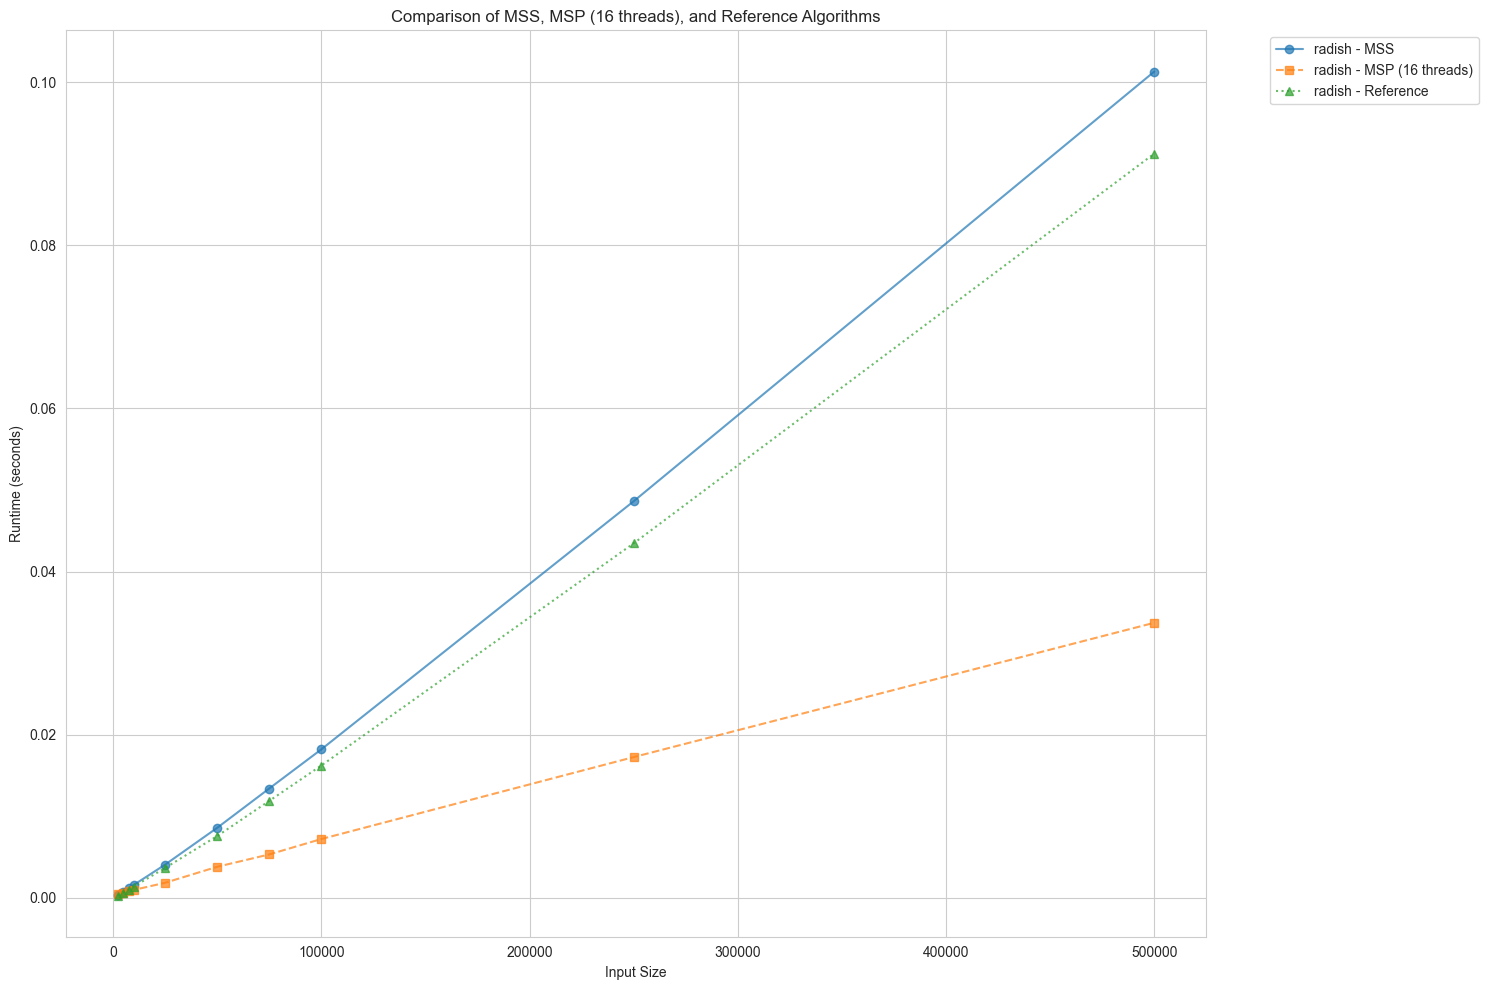 Comparison of MSS, MSP (16 threads), and Reference Algorithms
radish - MSS
radish - MSP (16 threads)
radish - Reference
Runtime (seconds)
0.10
0.08
0.06
0.04
0.02
0.00
0
100000
200000
300000
400000
500000
Input Size